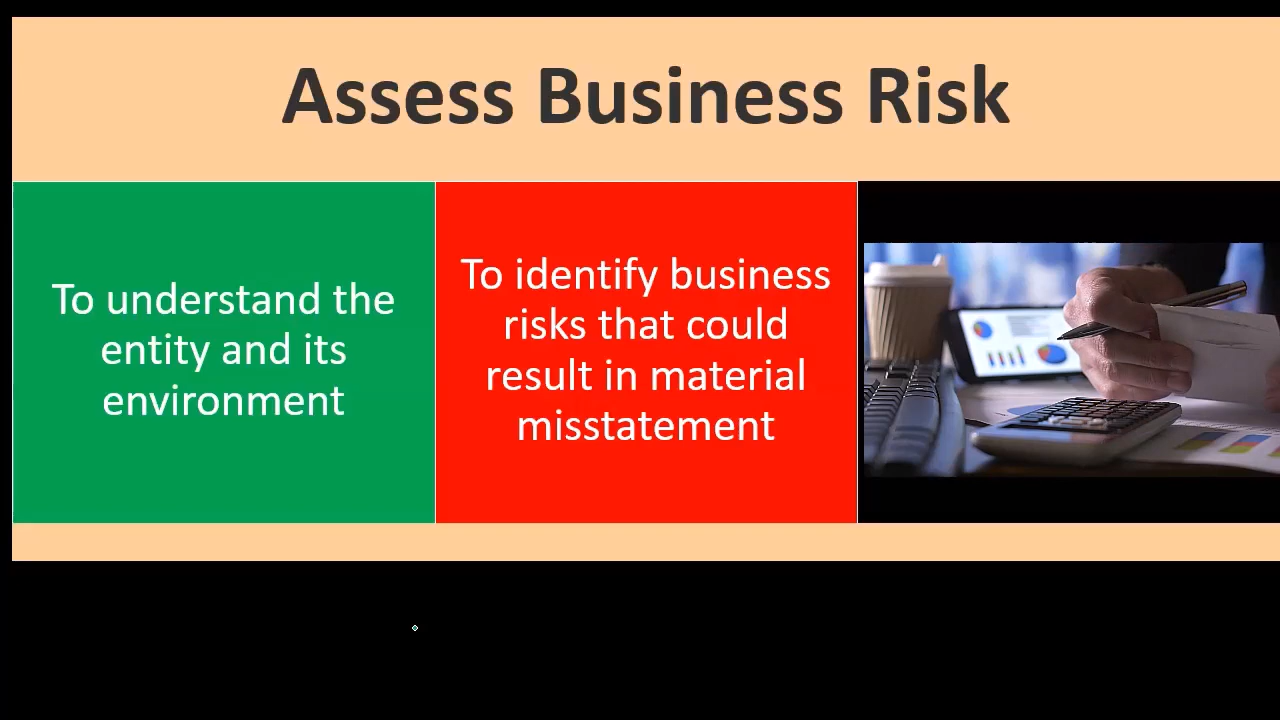 Assess Business Risk
To understand the
entity and its
environment
To identify business
risks that could
result in material
misstatement